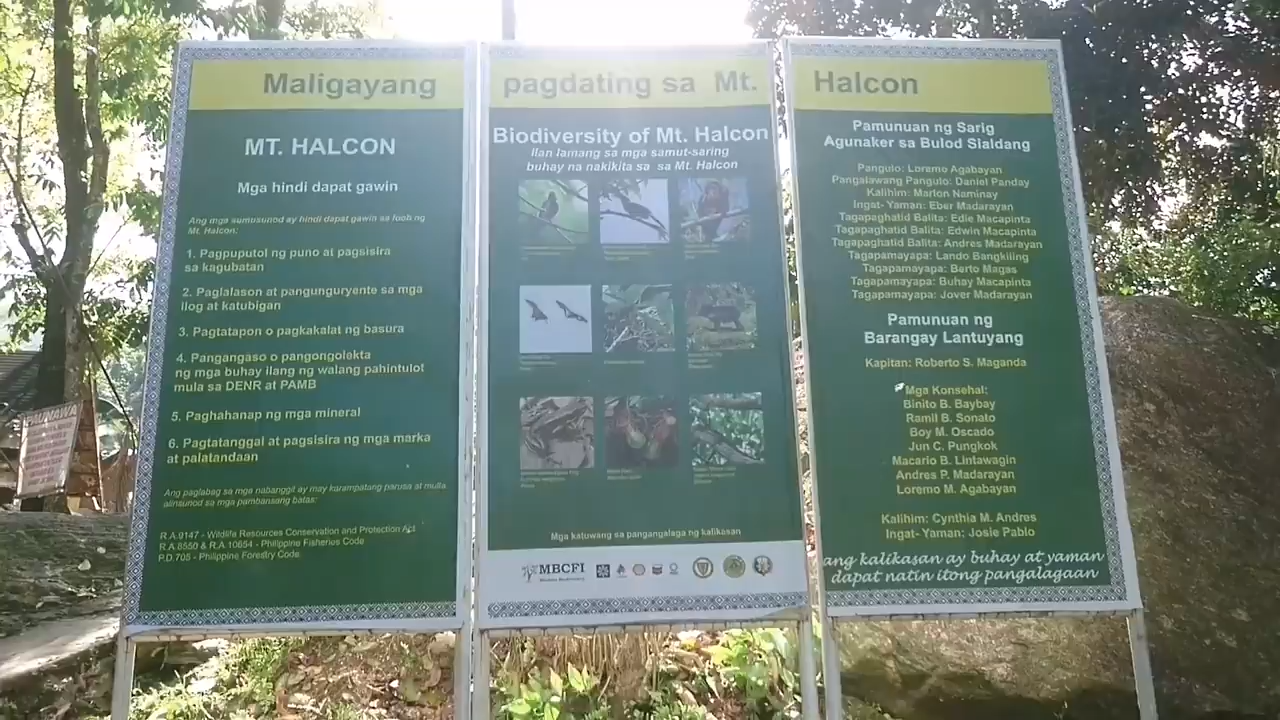 Maligayang
pagdating sa Mt.
Halcon
MT. HALCON
Mga hindi dapat gawin
Ang mga sumusunod ay hindi dapat gawin sa loob ng
Mt. Halcon:
1. Pagpuputol ng puno at pagsisira
sa kagubatan
2. Paglalason at pangunguryente sa mga
ilog at katubigan
3. Pagtatapon o pagkakalat ng basura
4. Pangangaso o pangongolekta
ng mga buhay ilang ng walang pahintulot
mula sa DENR at PAMB
5. Paghahanap ng mga mineral
6. Pagtatanggal at pagsisira ng mga marka
at palatandaan
Ang paglabag sa mga nabanggit ay may karampatang parusa at multa
alinsunod sa mga pambansang batas:
R.A.9147 - Wildlife Resources Conservation and Protection Act
R.A.8550 & R.A.10654 - Philippine Fisheries Code
P.D.705 - Philippine Forestry Code
Biodiversity of Mt. Halcon
Ilan lamang sa mga samut-saring
buhay na nakikita sa sa Mt. Halcon
Mga katuwang sa pangangalaga ng kalikasan
MBCFI
Pamunuan ng Sarig
Agunaker sa Bulod Sialdang
Pangulo: Loremo Agabayan
Pangalawang Pangulo: Daniel Panday
Kalihim: Marlon Naminay
Ingat- Yaman: Eber Madarayan
Tagapaghatid Balita: Edie Macapinta
Tagapaghatid Balita: Edwin Macapinta
Tagapaghatid Balita: Andres Madarayan
Tagapamayapa: Lando Bangkiling
Tagapamayapa: Berto Magas
Tagapamayapa: Buhay Macapinta
Tagapamayapa: Jover Madarayan
Pamunuan ng
Barangay Lantuyang
Kapitan: Roberto S. Maganda
Mga Konsehal:
Binito B. Baybay
Ramil B. Sonato
Boy M. Oscado
Jun C. Pungkok
Macario B. Lintawagin
Andres P. Madarayan
Loremo M. Agabayan
Kalihim: Cynthia M. Andres
Ingat- Yaman: Josie Pablo
ang kalikasan ay buhay at yaman
dapat natin itong pangalagaan
PAUNAWA